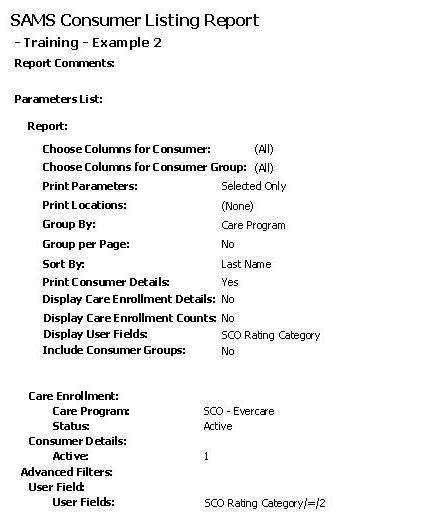 SAMS Consumer Listing Report
- Training - Example 2
Report Comments:
Parameters List:
Report:
Choose Columns for Consumer: (All)
Choose Columns for Consumer Group: (All)
Print Parameters: Selected Only
Print Locations: (None)
Group By: Care Program
Group per Page: No
Sort By: Last Name
Print Consumer Details: Yes
Display Care Enrollment Details: No
Display Care Enrollment Counts: No
Display User Fields: SCO Rating Category
Include Consumer Groups: No
Care Enrollment:
Care Program: SCO - Evercare
Status: Active
Consumer Details:
Active: 1
Advanced Filters:
User Field:
User Fields: SCO Rating Category/=/2